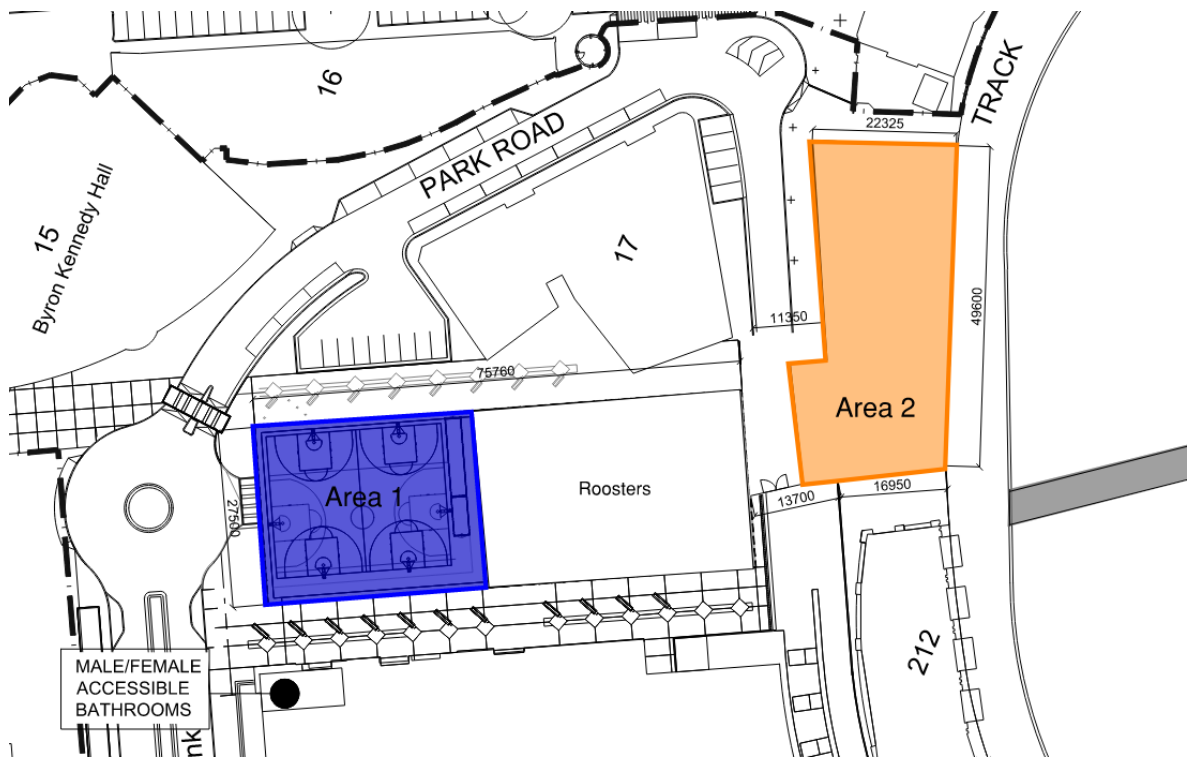 16
TRACK
22325
PARK ROAD
15
Byron Kennedy Hall
17
11350
49600
75760
Area 2
Area 1
Roosters
27500
13700
16950
212
MALE/FEMALE
ACCESSIBLE
BATHROOMS
nk